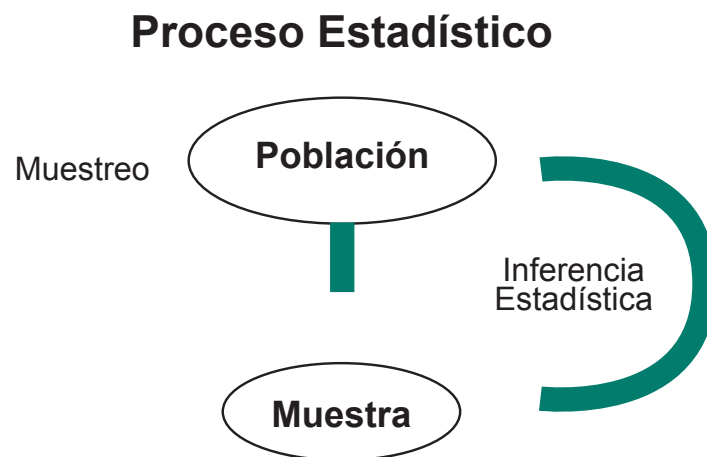 Proceso Estadístico
Población
Muestreo
Inferencia
Estadística
Muestra